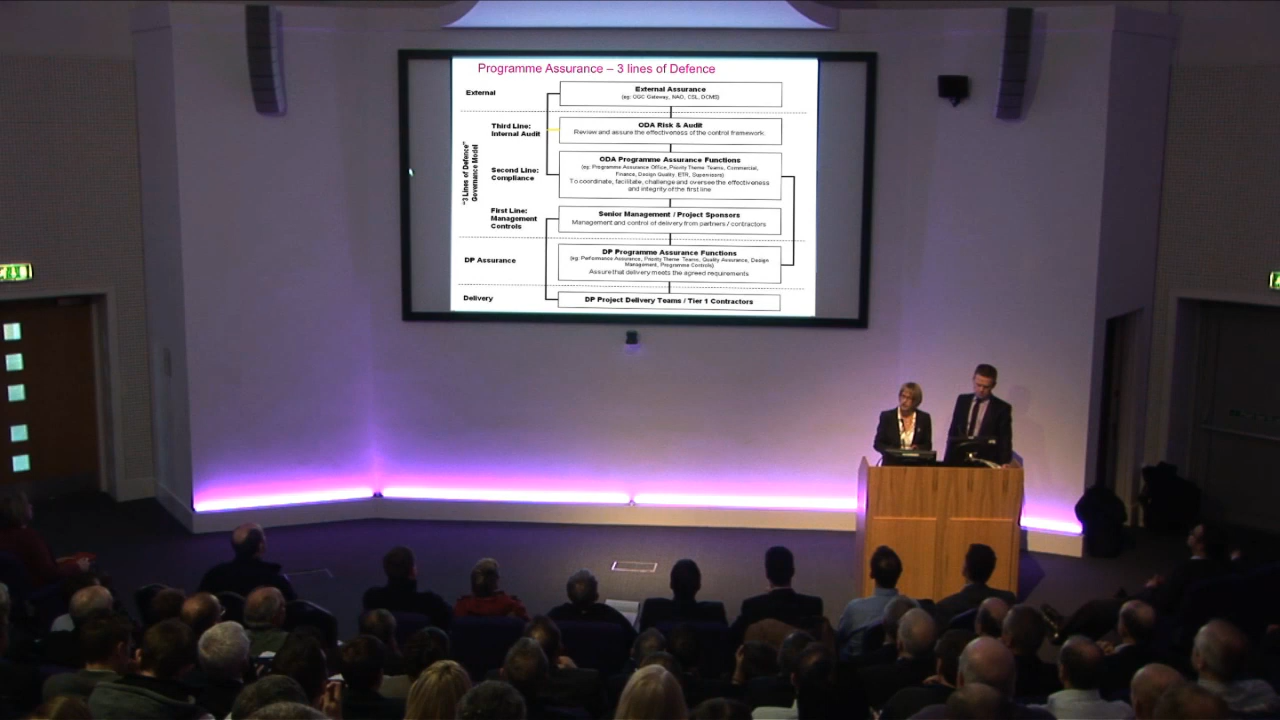 Programme Assurance – 3 lines of Defence
External
External Assurance
(eg: OGC Gateway, NAO, CSL, DCMS)
Third Line:
Internal Audit
ODA Risk & Audit
Review and assure the effectiveness of the control framework.
"3 Lines of Defence"
Governance Model
Second Line:
Compliance
ODA Programme Assurance Functions
(eg: Programme Assurance Office, Priority Theme Teams, Commercial,
Finance, Design Quality, ETR, Supervisors)
To coordinate, facilitate, challenge and oversee the effectiveness
and integrity of the first line
First Line:
Management
Controls
Senior Management / Project Sponsors
Management and control of delivery from partners / contractors
DP Assurance
DP Programme Assurance Functions
(eg: Performance Assurance, Priority Theme Teams, Quality Assurance, Design
Management, Programme Controls)
Assure that delivery meets the agreed requirements
Delivery
DP Project Delivery Teams / Tier 1 Contractors